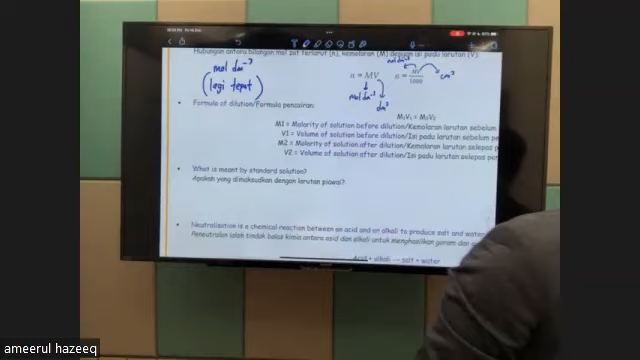 Hubungan antara bilangan mol zat terlarut (n), kemolaran (M) dengan isi padu larutan (V).
mol dm⁻³
(lagi tepat)
n = MV
mol dm⁻³
dm³
mol dm⁻³
n = MV/1000
cm³
• Formula of dilution/Formula pencairan:
M₁V₁ = M₂V₂
M1 = Molarity of solution before dilution/Kemolaran larutan sebelum
V1 = Volume of solution before dilution/Isi padu larutan sebelum
M2 = Molarity of solution after dilution/Kemolaran larutan selepas
V2 = Volume of solution after dilution/Isi padu larutan selepas
• What is meant by standard solution?
Apakah yang dimaksudkan dengan larutan piawai?
• Neutralisation is a chemical reaction between an acid and an alkali to produce salt and water
Peneutralan ialah tindak balas kimia antara asid dan alkali untuk menghasilkan garam dan
Acid + alkali → salt + water
ameerul hazeeq